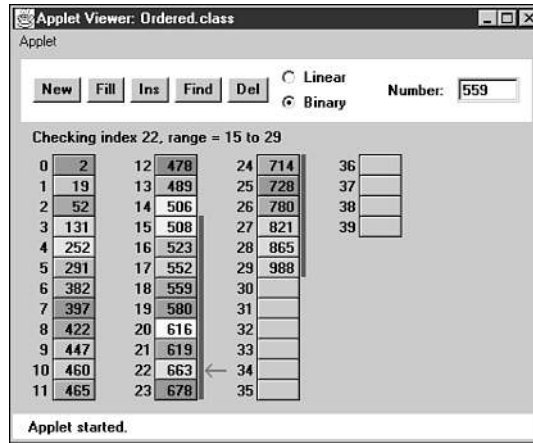 Applet Viewer: Ordered.class
Applet
New Fill Ins Find Del Linear Binary Number: 559
Checking index 22, range = 15 to 29
0 2 12 478 24 714 36
1 19 13 489 25 728 37
2 52 14 506 26 780 38
3 131 15 508 27 821 39
4 252 16 523 28 865
5 291 17 552 29 988
6 382 18 559 30
7 397 19 580 31
8 422 20 616 32
9 447 21 619 33
10 460 22 663 34
11 465 23 678 35
Applet started.